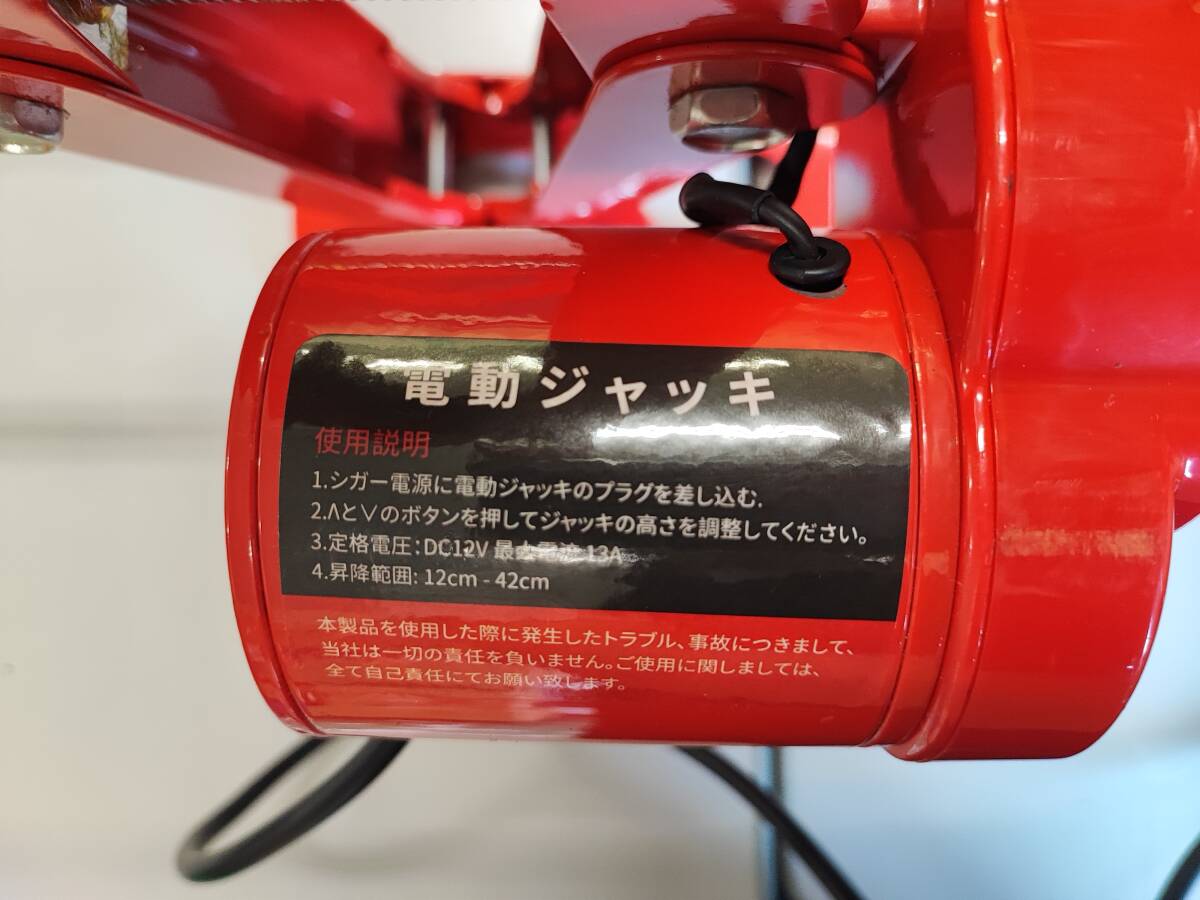 電動ジャッキ
使用説明
1.シガー電源に電動ジャッキのプラグを差し込む.
2.∧と∨のボタンを押してジャッキの高さを調整してください。
3.定格電圧:DC12V 最大電流 13A
4.昇降範囲: 12cm - 42cm
本製品を使用した際に発生したトラブル、事故につきまして、
当社は一切の責任を負いません。ご使用に関しましては、
全て自己責任にてお願い致します。